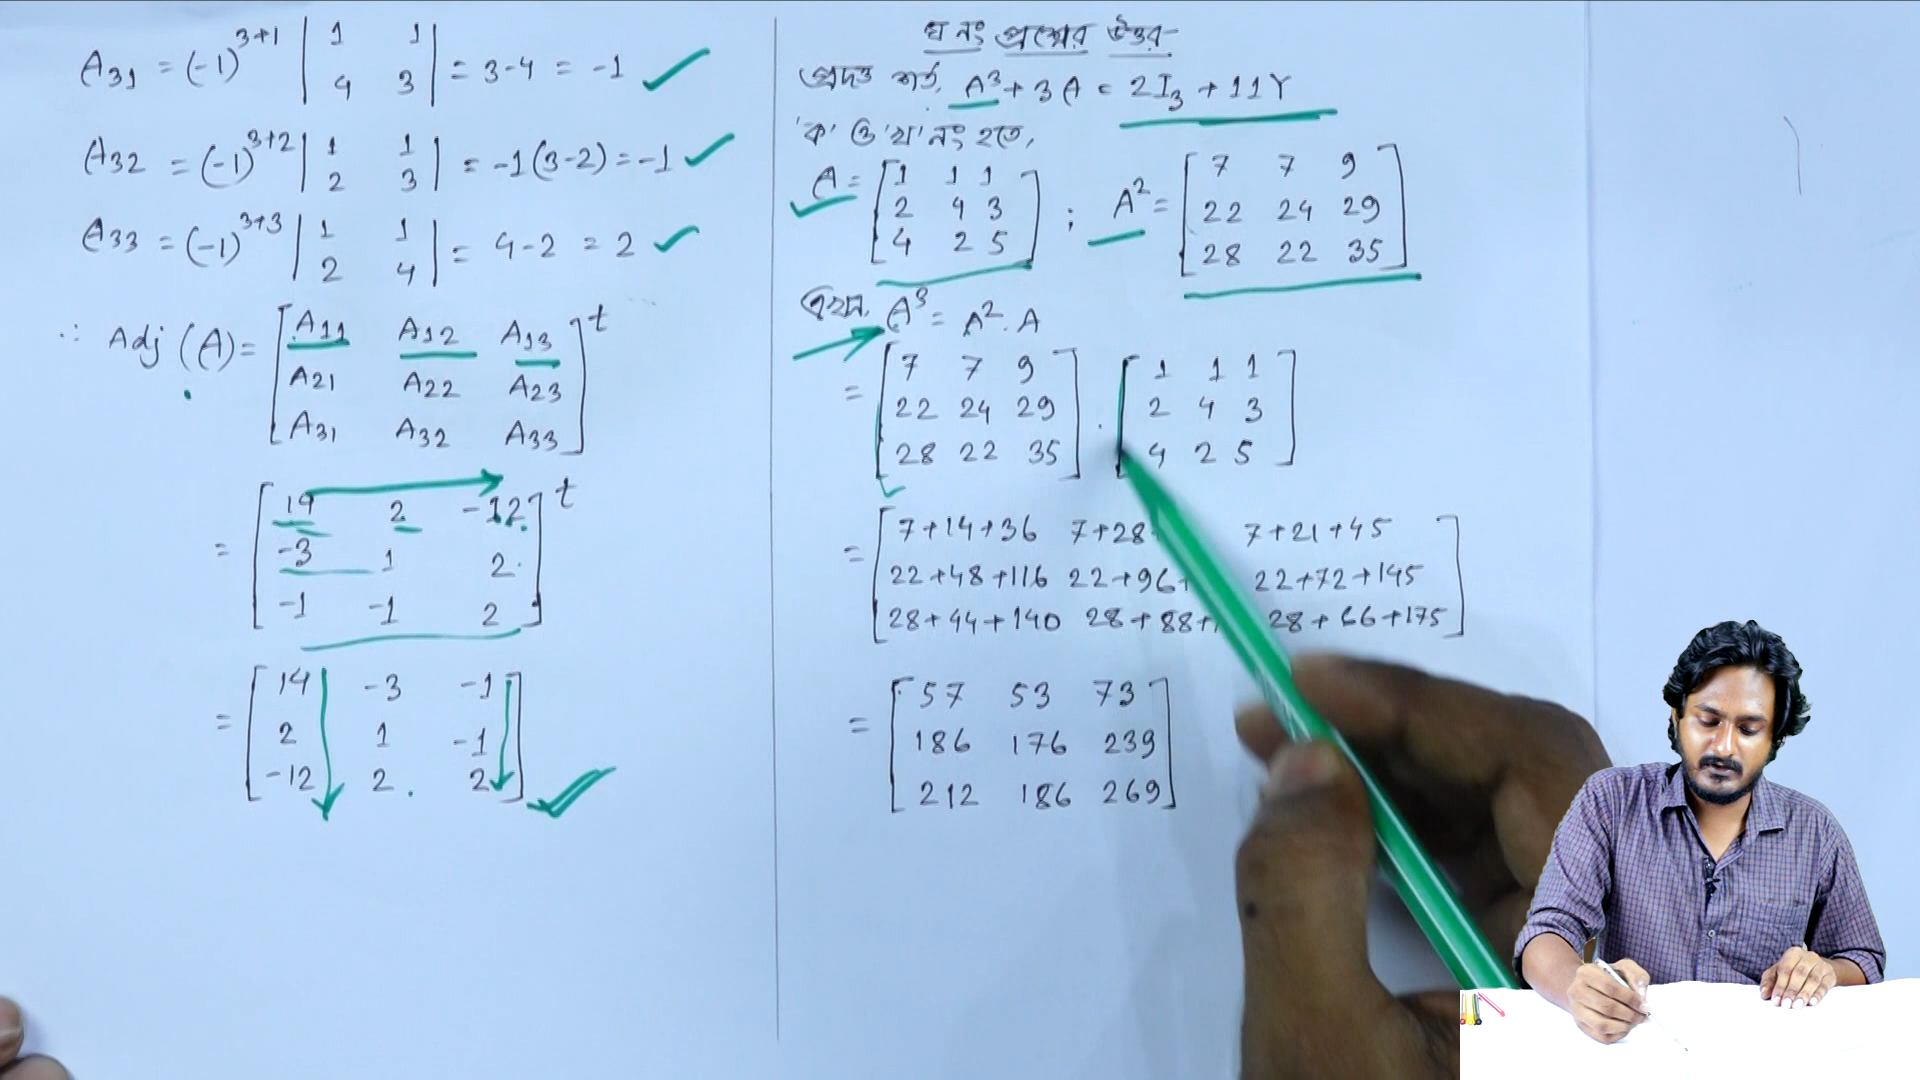 A31 = (-1)^3+1 | 1 1 | = 3-4 = -1 ✓
| 4 3 |
A32 = (-1)^3+2 | 1 1 | = -1(3-2) = -1 ✓
| 2 3 |
A33 = (-1)^3+3 | 1 1 | = 4-2 = 2 ✓
| 2 4 |
∴ Adj (A) = [ A11 A12 A13 ]^t
A21 A22 A23
A31 A32 A33
= [ 14 2 -12 ]^t
-3 1 2
-1 -1 2
= [ 14 -3 -1 ]
2 1 -1
-12 2 2
ঘ নং প্রশ্নের উত্তর-
প্রদত্ত শর্ত, A^3 + 3A = 2I3 + 11Y
'ক' ও 'খ' নং হতে,
A = [ 1 1 1 ] ; A^2 = [ 7 7 9 ]
2 4 3 22 24 29
4 2 5 28 22 35
এখন, A^3 = A^2 . A
= [ 7 7 9 ] . [ 1 1 1 ]
22 24 29 2 4 3
28 22 35 4 2 5
= [ 7+14+36 7+28 7+21+45 ]
22+48+116 22+96+ 22+72+145
28+44+140 28+88+ 28+66+175
= [ 57 53 73 ]
186 176 239
212 186 269